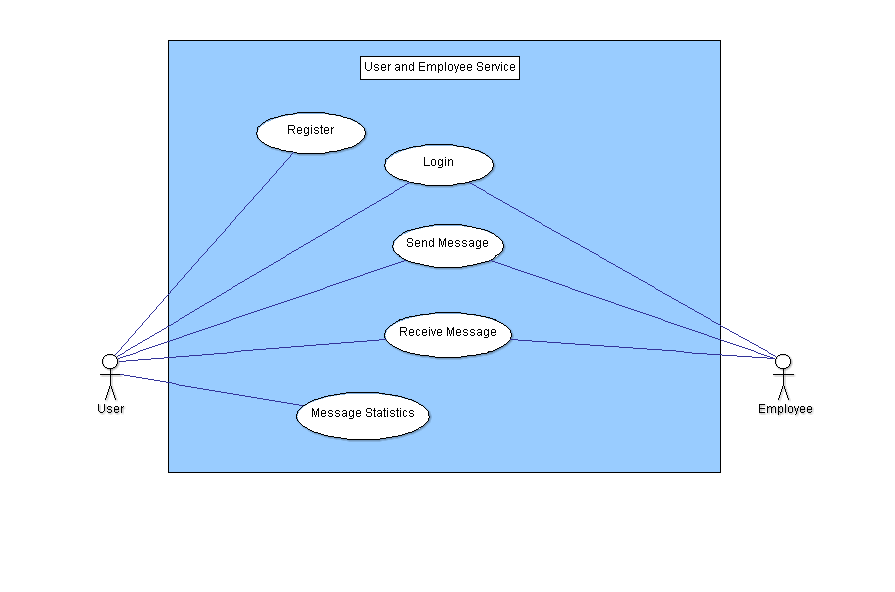 User and Employee Service
Register
Login
Send Message
Receive Message
Message Statistics
User
Employee